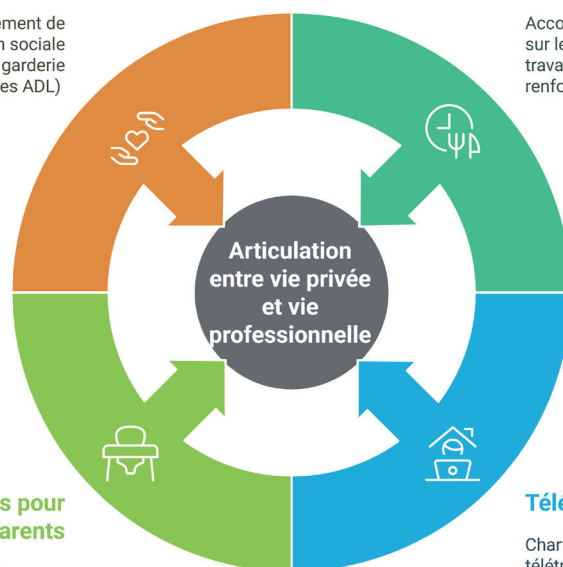 ement de
n sociale
garderie
es ADL)
Acco
sur le
trava
renfo
Articulation
entre vie privée
et vie
professionnelle
s pour
arents
Télé
Char
télétr